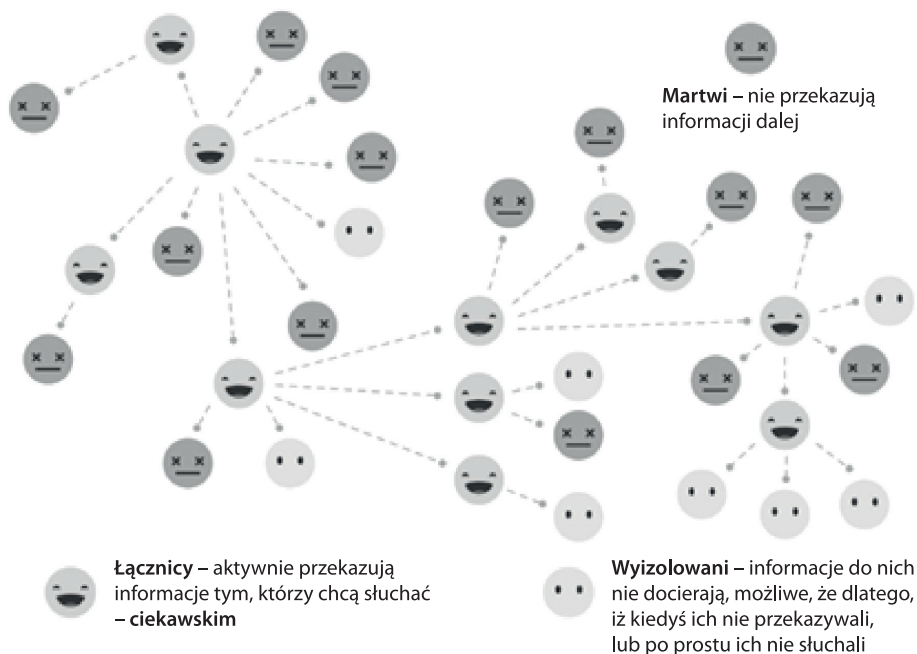 Martwi – nie przekazują
informacji dalej
Łącznicy – aktywnie przekazują
informacje tym, którzy chcą słuchać
– ciekawskim
Wyizolowani – informacje do nich
nie docierają, możliwe, że dlatego,
iż kiedyś ich nie przekazywali,
lub po prostu ich nie słuchali